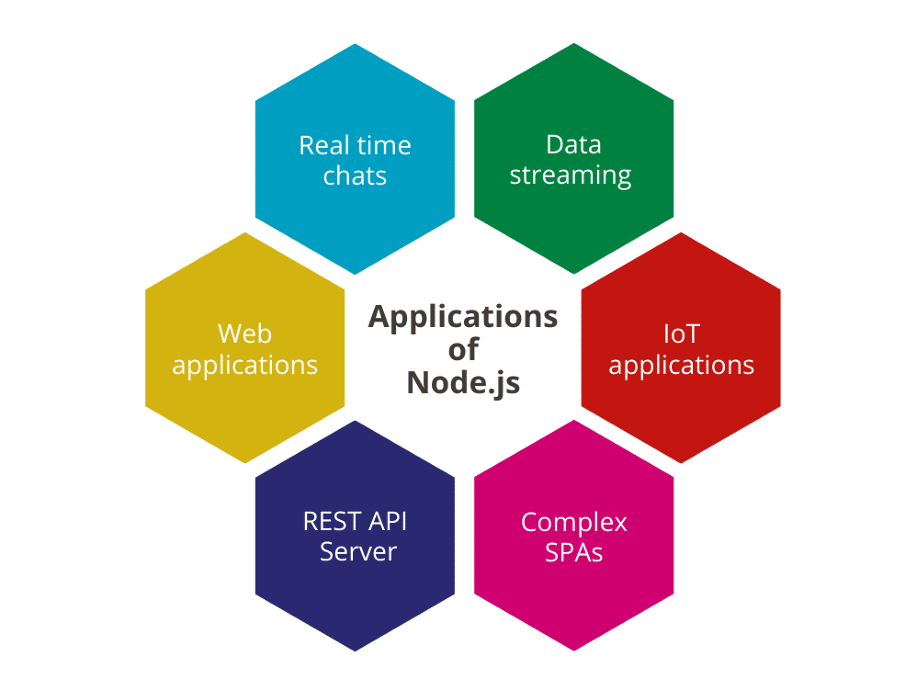 Real time
chats
Data
streaming
Web
applications
Applications
of
Node.js
IoT
applications
REST API
Server
Complex
SPAs